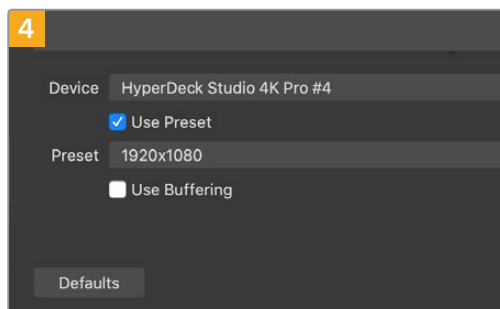 4
Device HyperDeck Studio 4K Pro #4
Use Preset
Preset 1920x1080
Use Buffering
Defaults